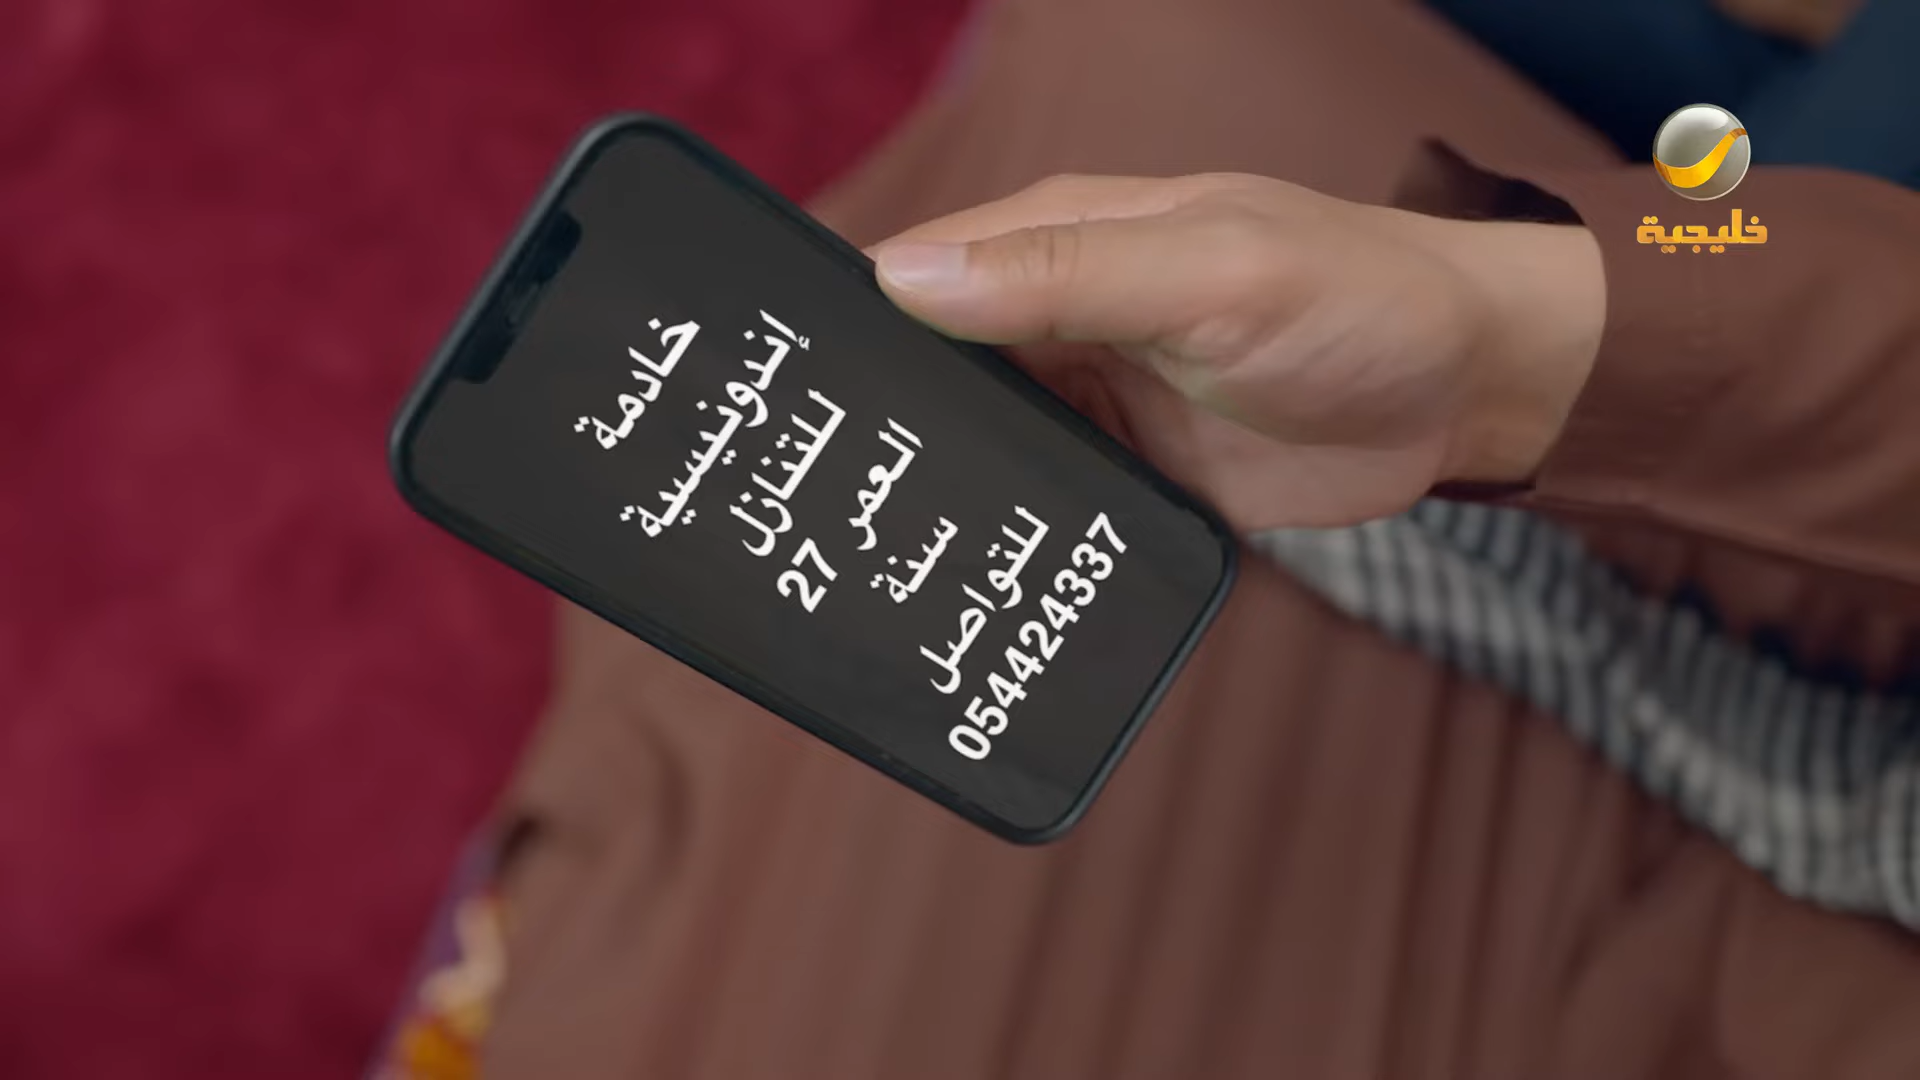 خادمة
إندونيسية
للتنازل
العمر 27
سنة
للتواصل
0544424337
خليجية